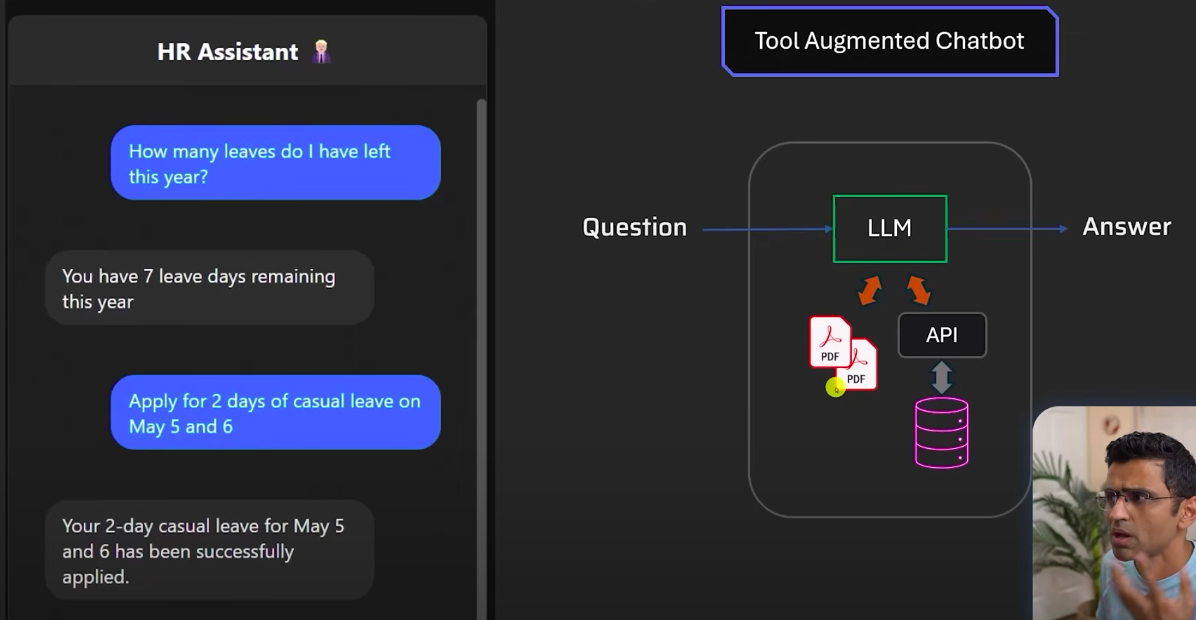 HR Assistant
How many leaves do I have left
this year?
You have 7 leave days remaining
this year
Apply for 2 days of casual leave on
May 5 and 6
Your 2-day casual leave for May 5
and 6 has been successfully
applied.
Tool Augmented Chatbot
Question
LLM
Answer
PDF
PDF
API